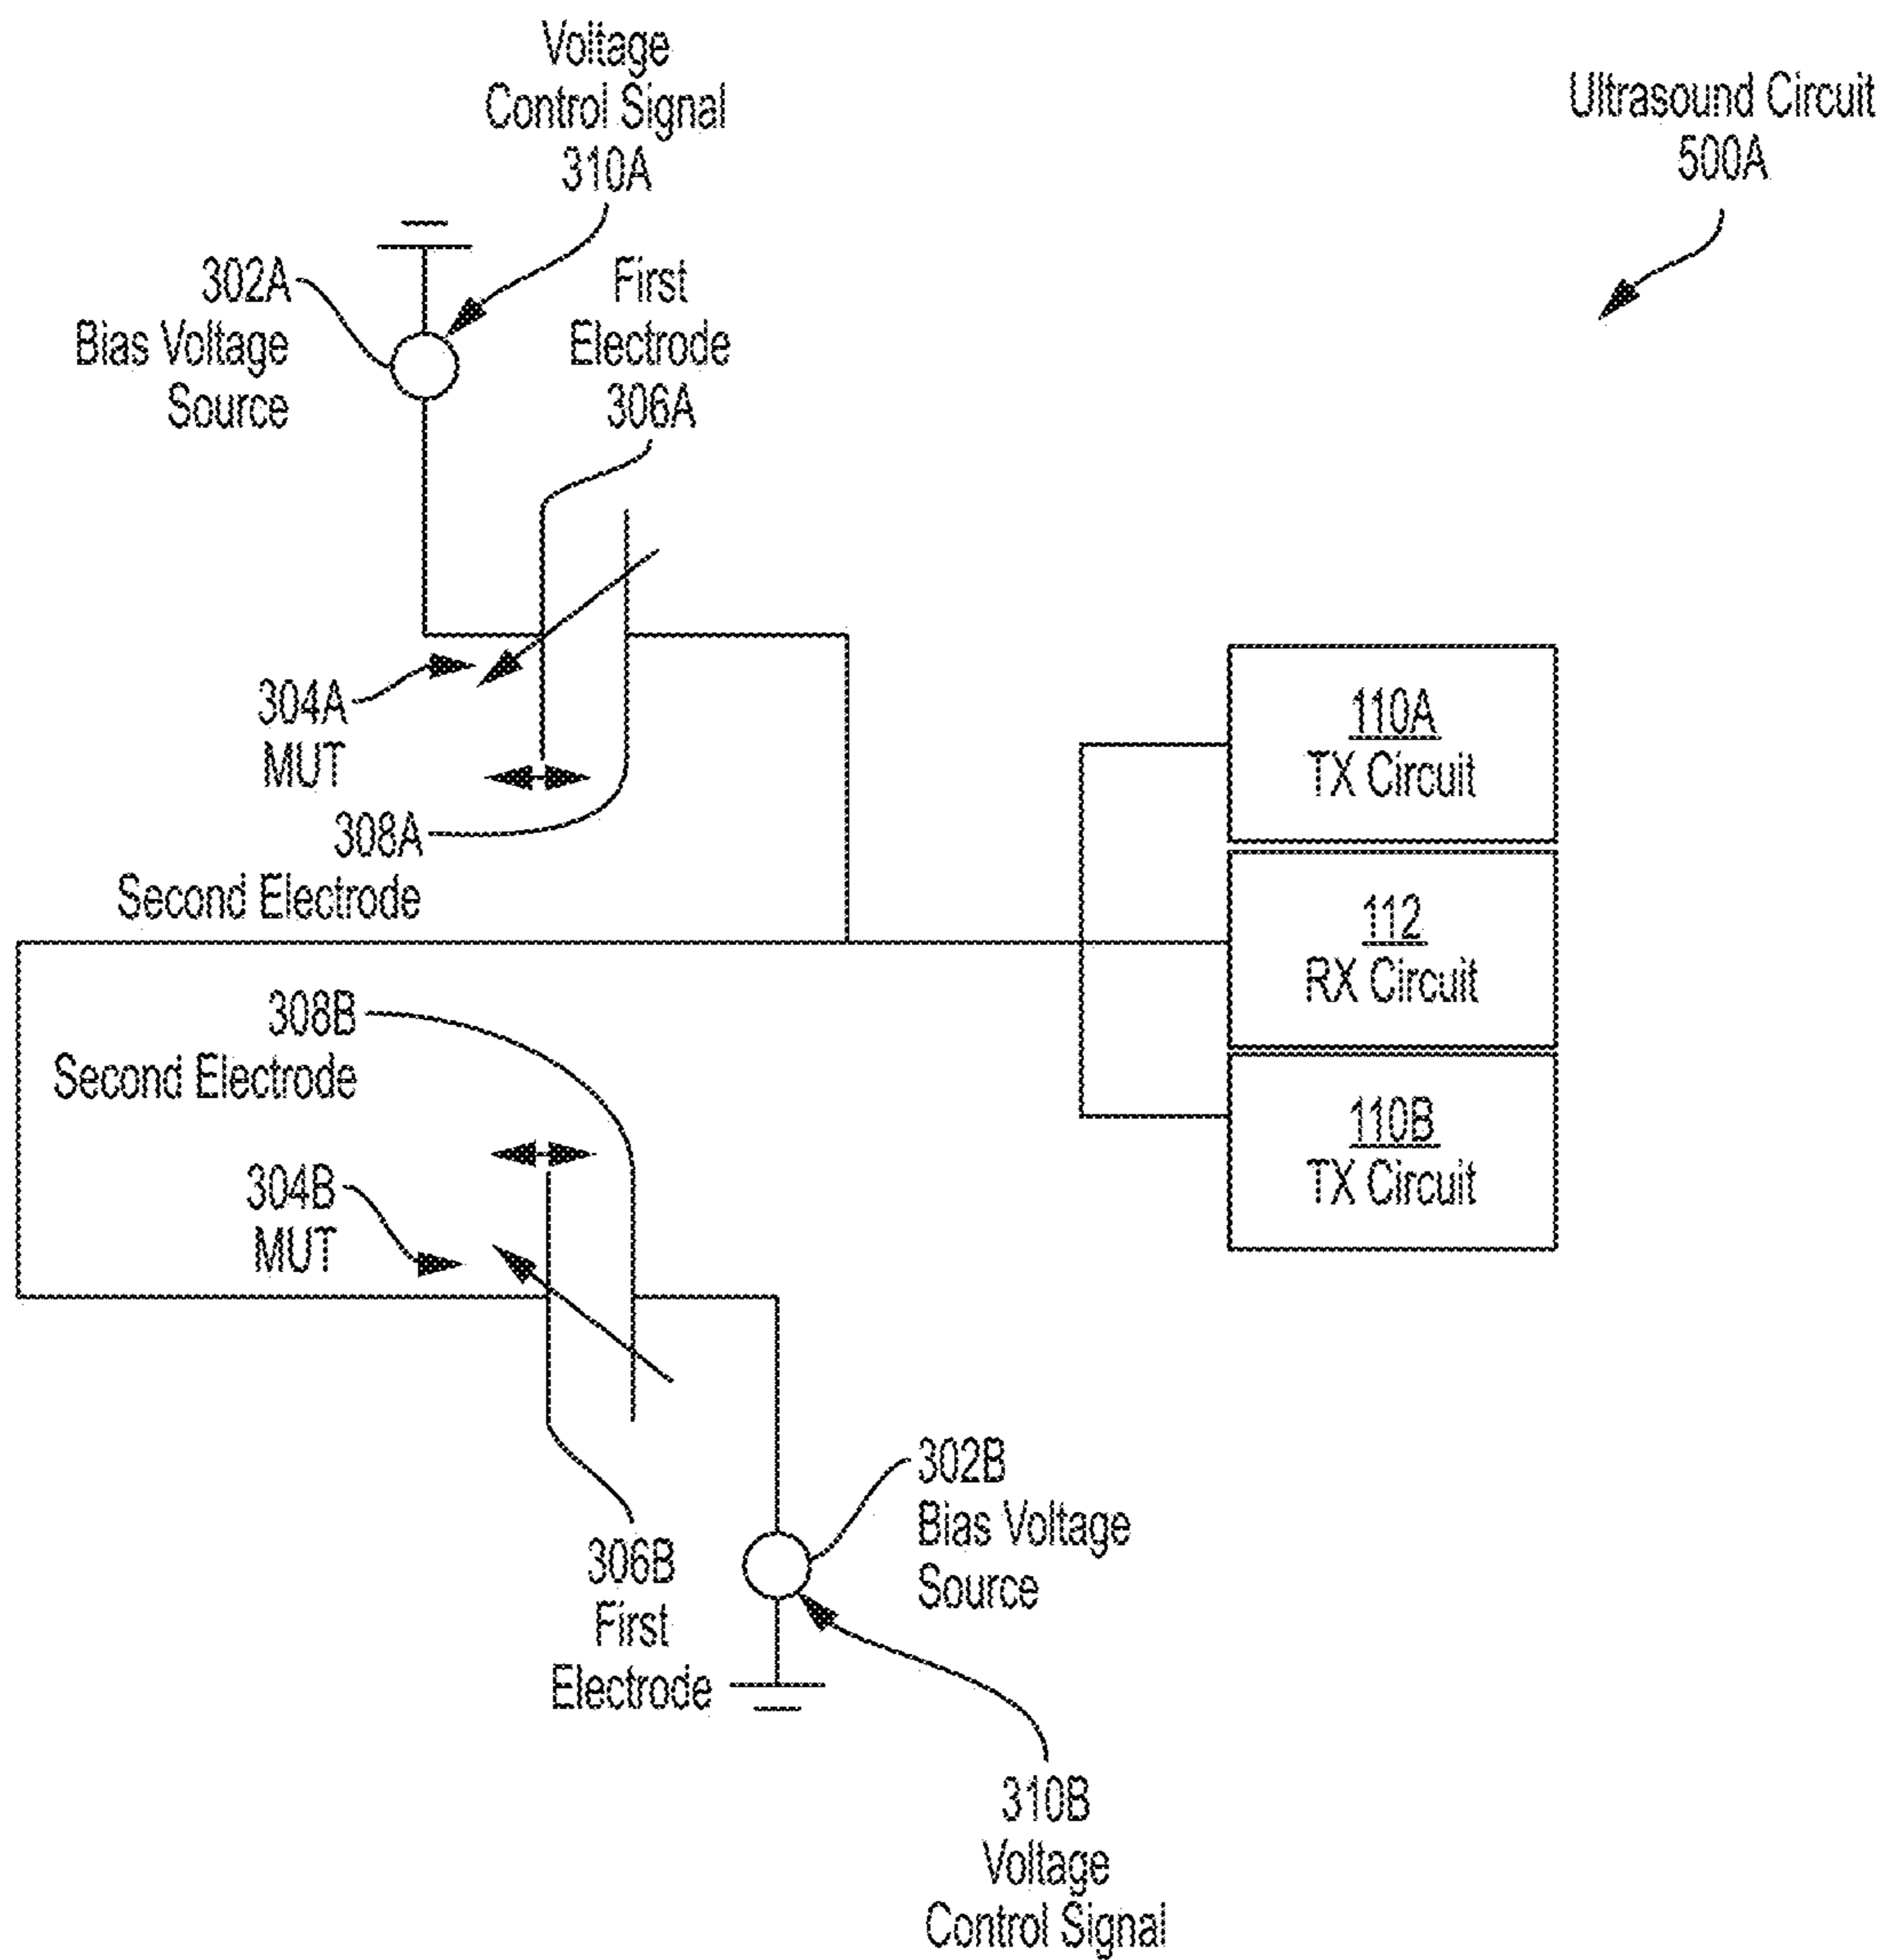 Voltage
Control Signal
310A
Ultrasound Circuit
500A
302A
Bias Voltage
Source
First
Electrode
306A
304A
MUT
308A
Second Electrode
110A
TX Circuit
112
RX Circuit
110B
TX Circuit
308B
Second Electrode
304B
MUT
306B
First
Electrode
302B
Bias Voltage
Source
310B
Voltage
Control Signal